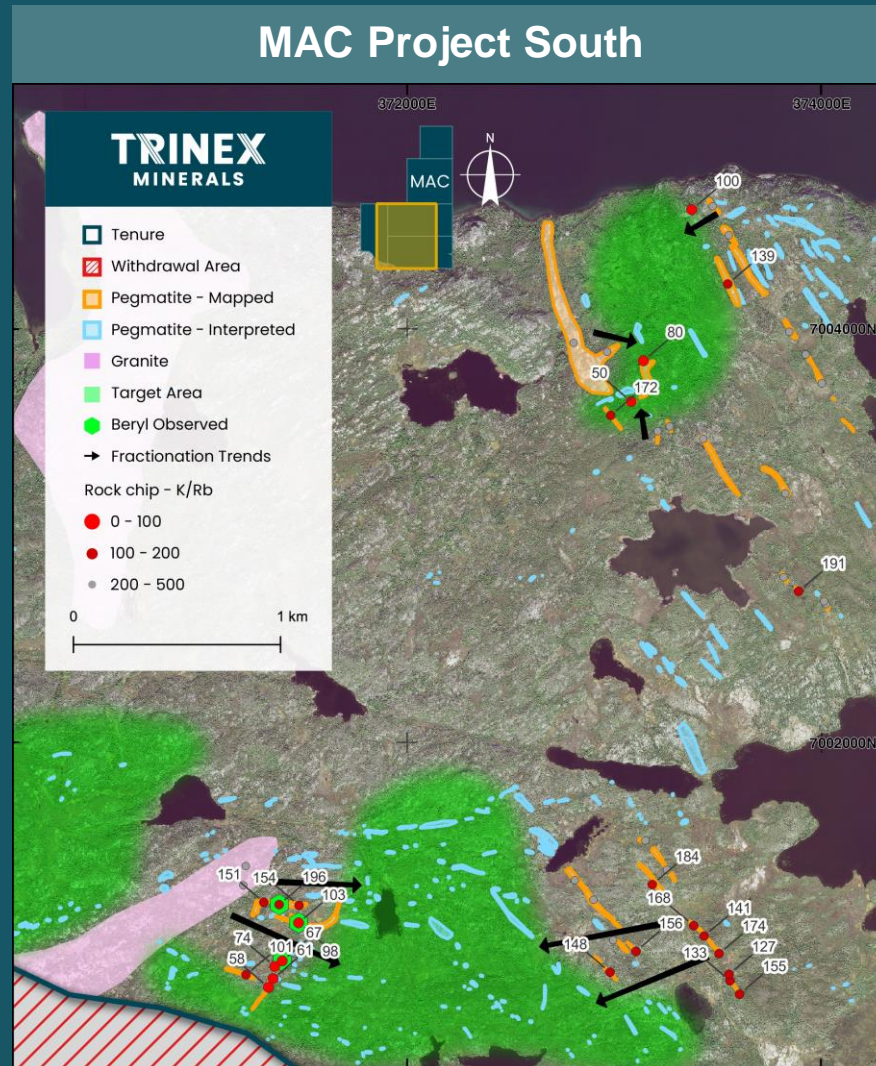 MAC Project South
372000E
374000E
TRINEX
MINERALS
MAC
N
Tenure
Withdrawal Area
Pegmatite - Mapped
Pegmatite - Interpreted
Granite
Target Area
Beryl Observed
Fractionation Trends
Rock chip - K/Rb
0 - 100
100 - 200
200 - 500
0
1 km
100
139
7004000N
80
50
172
191
7002000N
184
151
154
196
103
168
141
67
156
174
74
101
61
98
148
133
127
58
155